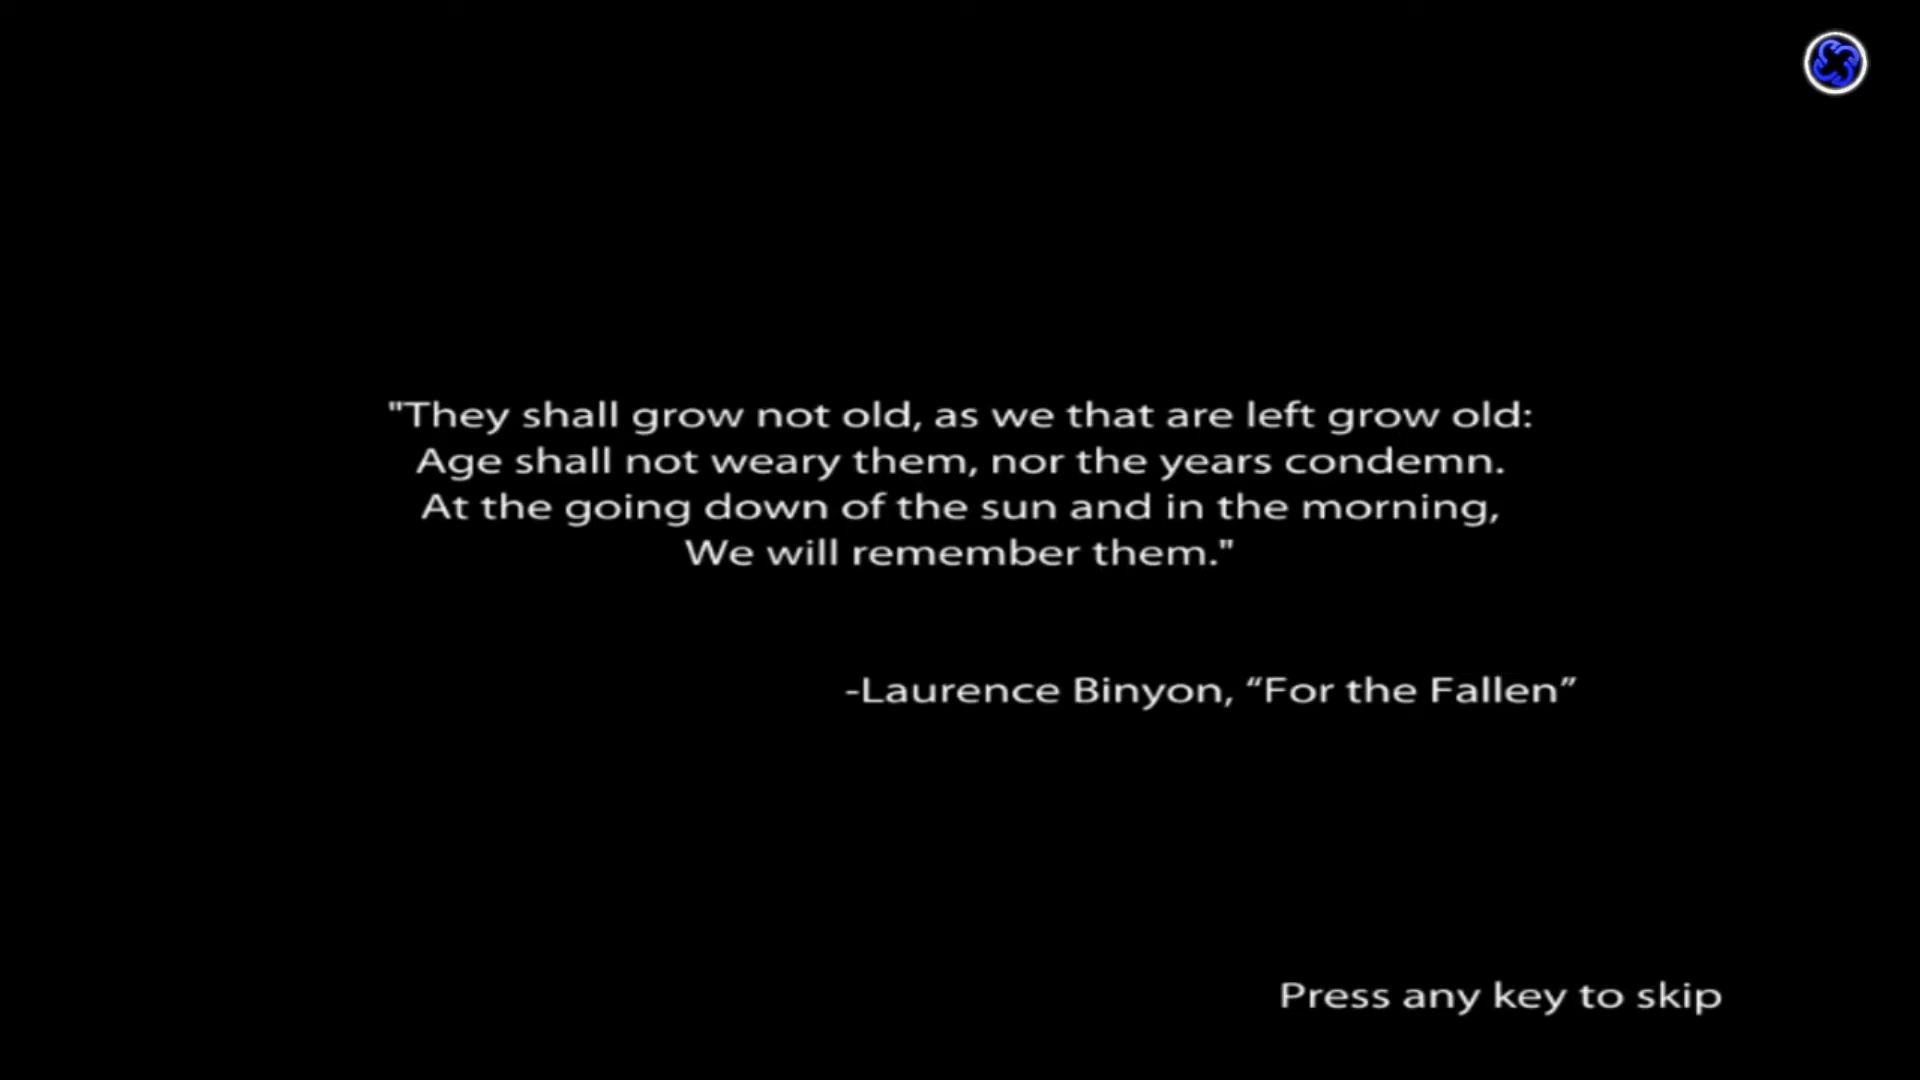 "They shall grow not old, as we that are left grow old:
Age shall not weary them, nor the years condemn.
At the going down of the sun and in the morning,
We will remember them."
-Laurence Binyon, “For the Fallen”
Press any key to skip